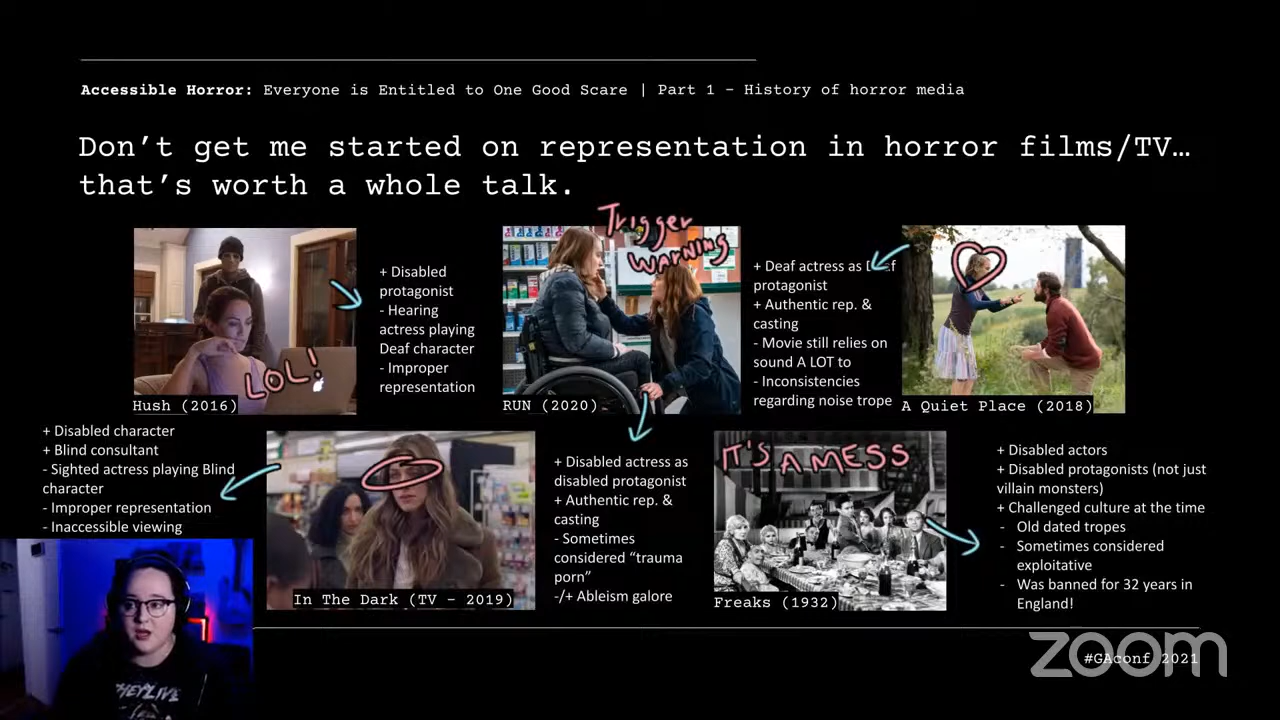 Accessible Horror: Everyone is Entitled to One Good Scare | Part 1 – History of horror media
Don’t get me started on representation in horror films/TV…
that’s worth a whole talk.
LOL!
Hush (2016)
+ Disabled
protagonist
- Hearing
actress playing
Deaf character
- Improper
representation
Trigger
WARNING
RUN (2020)
+ Deaf actress as Deaf
protagonist
+ Authentic rep. &
casting
- Movie still relies on
sound A LOT to
- Inconsistencies
regarding noise trope
A Quiet Place (2018)
+ Disabled character
+ Blind consultant
- Sighted actress playing Blind
character
- Improper representation
- Inaccessible viewing
In The Dark (TV – 2019)
+ Disabled actress as
disabled protagonist
+ Authentic rep. &
casting
- Sometimes
considered “trauma
porn”
-/+ Ableism galore
IT'S A MESS
Freaks (1932)
+ Disabled actors
+ Disabled protagonists (not just
villain monsters)
+ Challenged culture at the time
- Old dated tropes
- Sometimes considered
exploitative
- Was banned for 32 years in
England!
THEY LIVE
#GAconf 2021
zoom